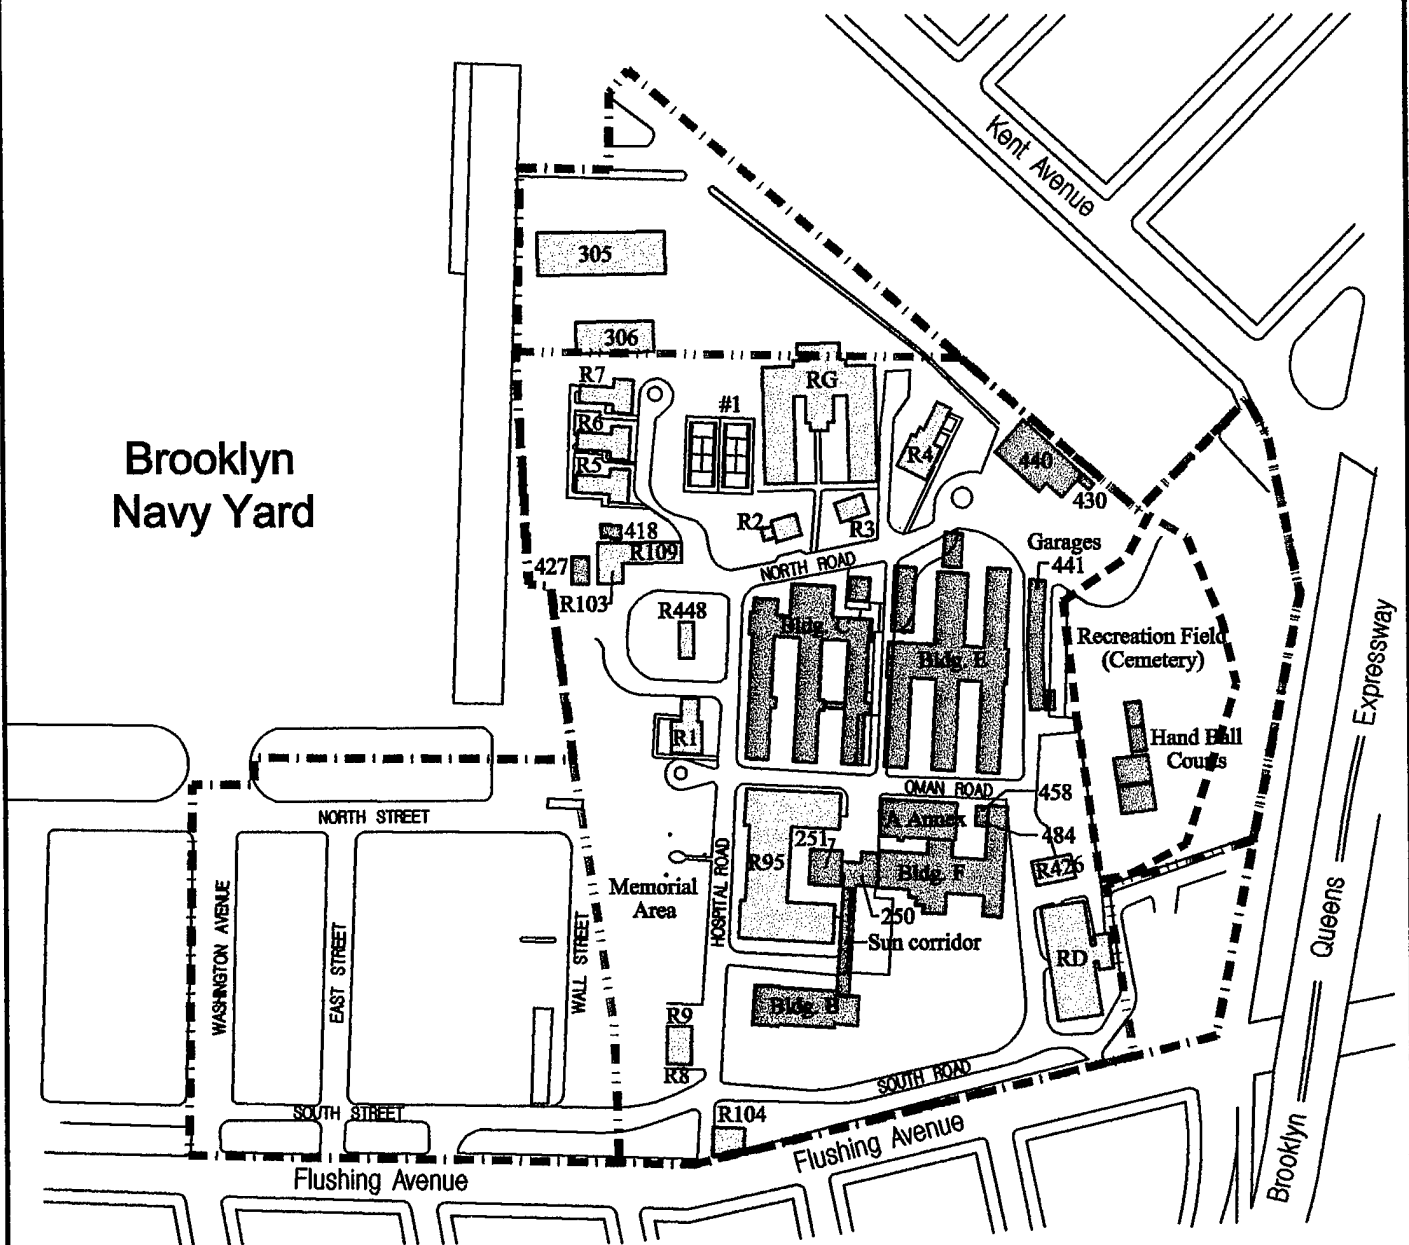 Kent Avenue
305
306
R7
RG
#1
R6
R5
R4
440
430
Brooklyn
Navy Yard
R2
R3
418
R109
427
R103
NORTH ROAD
Garages
441
R448
Bldg. C
Bldg. E
Recreation Field
(Cemetery)
R1
Hand Ball
Courts
Expressway
Queens
Brooklyn
OMAN ROAD
458
484
A Annex
251
R95
Bldg. F
R426
250
Sun corridor
NORTH STREET
Memorial
Area
HOSPITAL ROAD
WASHINGTON AVENUE
EAST STREET
WALL STREET
RD
Bldg. B
R9
R8
SOUTH ROAD
SOUTH STREET
R104
Flushing Avenue
Flushing Avenue